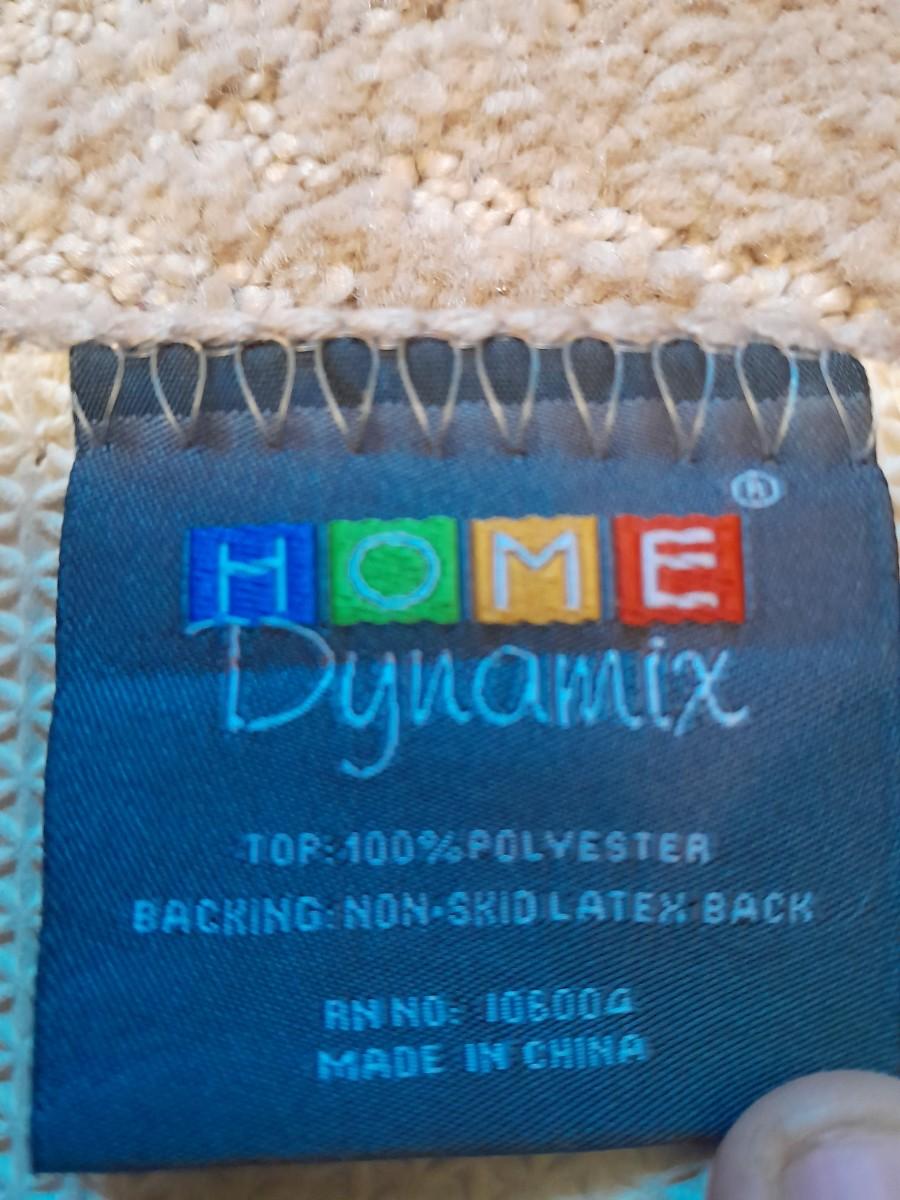 HOME®
Dynamix
TOP: 100% POLYESTER
BACKING: NON-SKID LATEX BACK
RN NO: 106004
MADE IN CHINA